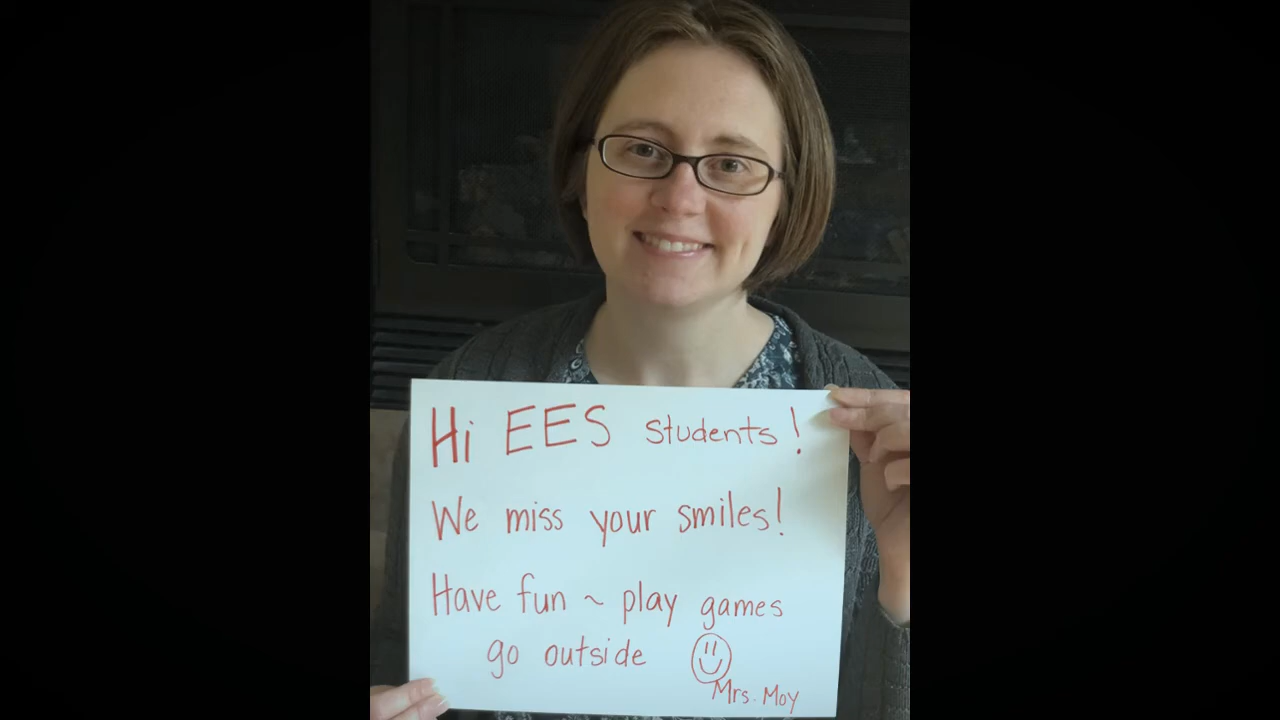 Hi EES students!
We miss your smiles!
Have fun ~ play games
go outside
Mrs. Moy